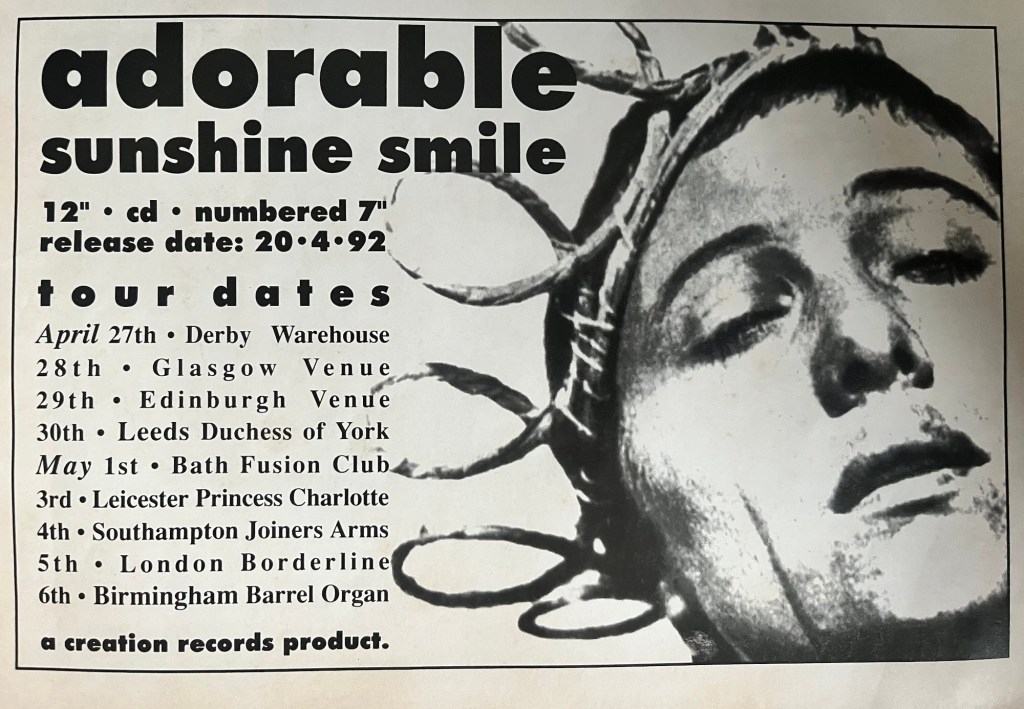 adorable
sunshine smile
12" • cd • numbered 7"
release date: 20•4•92
tour dates
April 27th • Derby Warehouse
28th • Glasgow Venue
29th • Edinburgh Venue
30th • Leeds Duchess of York
May 1st • Bath Fusion Club
3rd • Leicester Princess Charlotte
4th • Southampton Joiners Arms
5th • London Borderline
6th • Birmingham Barrel Organ
a creation records product.